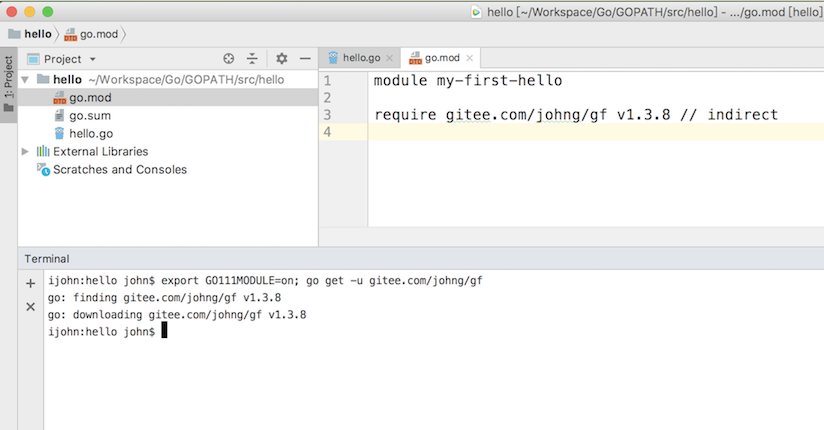 hello [~/Workspace/Go/GOPATH/src/hello] - .../go.mod [hello]
hello go.mod
1: Project
Project
hello.go go.mod
hello ~/Workspace/Go/GOPATH/src/hello
go.mod
go.sum
hello.go
External Libraries
Scratches and Consoles
1 module my-first-hello
2
3 require gitee.com/johng/gf v1.3.8 // indirect
4
Terminal
ijohn:hello john$ export GO111MODULE=on; go get -u gitee.com/johng/gf
go: finding gitee.com/johng/gf v1.3.8
go: downloading gitee.com/johng/gf v1.3.8
ijohn:hello john$